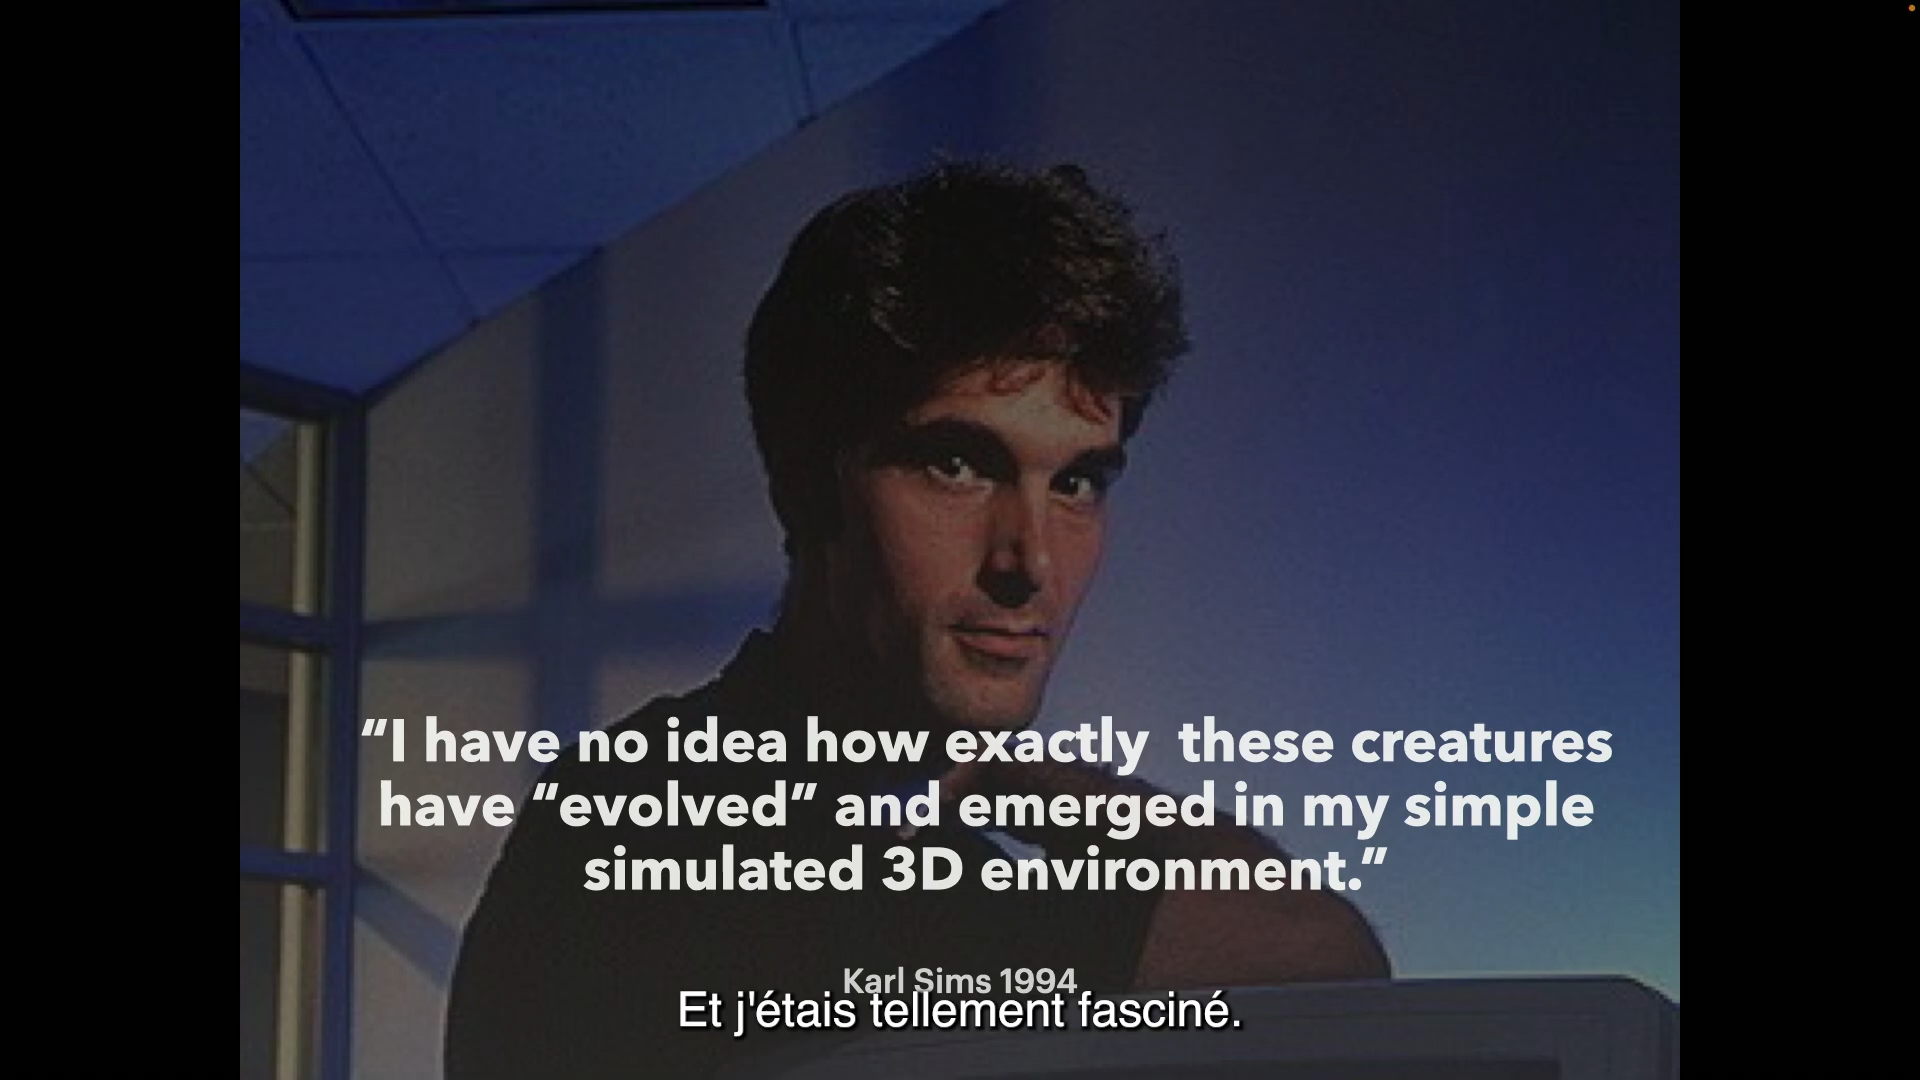 “I have no idea how exactly  these creatures
have “evolved” and emerged in my simple
simulated 3D environment.”
Karl Sims 1994
Et j'étais tellement fasciné.